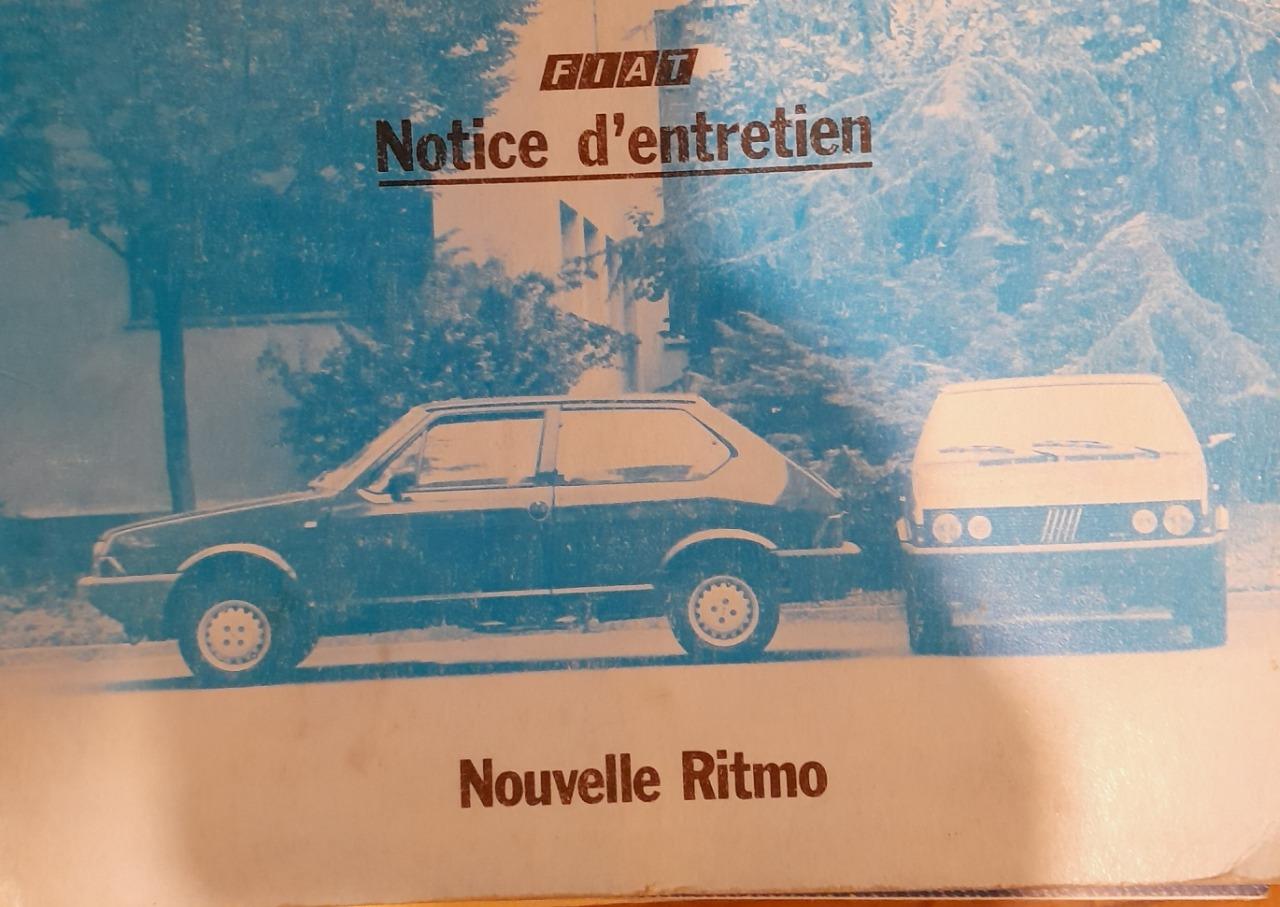 FIAT
Notice d'entretien
Nouvelle Ritmo